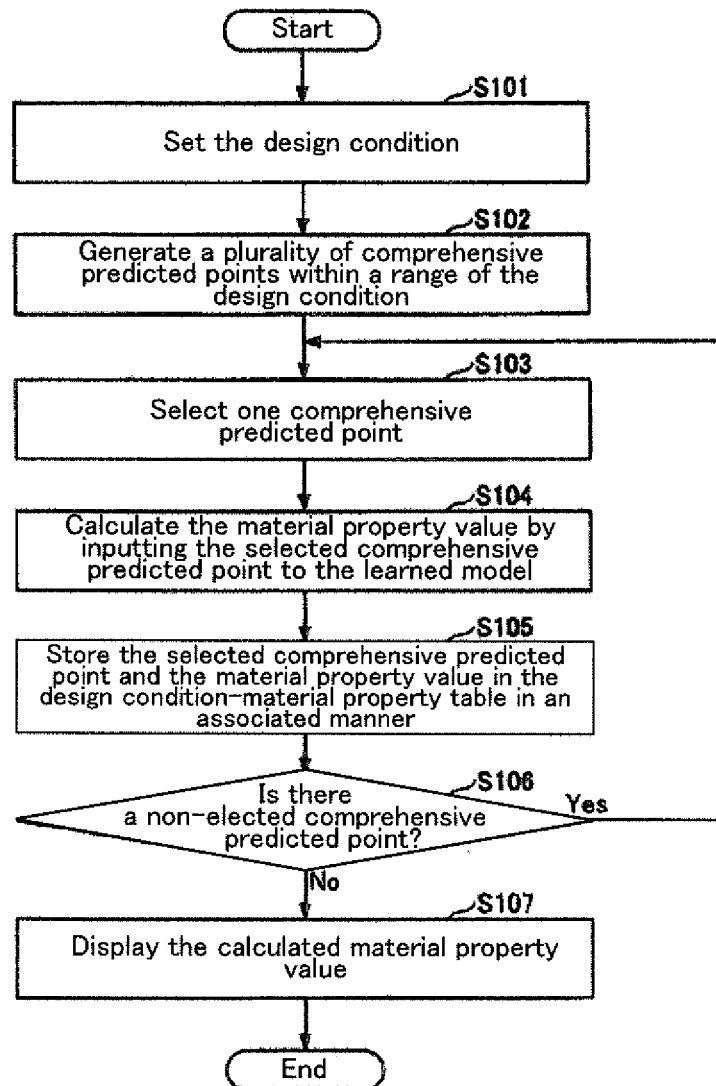 Start
S101
Set the design condition
S102
Generate a plurality of comprehensive
predicted points within a range of the
design condition
S103
Select one comprehensive
predicted point
S104
Calculate the material property value by
inputting the selected comprehensive
predicted point to the learned model
S105
Store the selected comprehensive predicted
point and the material property value in the
design condition-material property table in an
associated manner
S106
Is there
a non-elected comprehensive
predicted point?
Yes
No
S107
Display the calculated material property
value
End